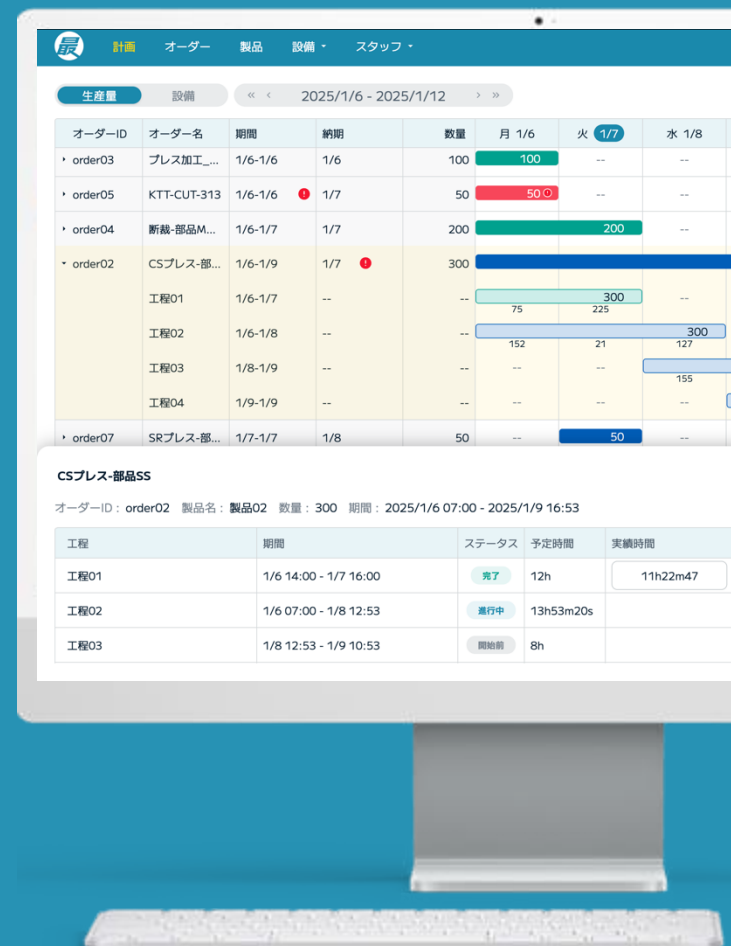 最 計画 オーダー 製品 設備 スタッフ
生産量 設備 « ‹ 2025/1/6 - 2025/1/12 › »
オーダーID オーダー名 期間 納期 数量 月 1/6 火 1/7 水 1/8
order03 プレス加工_... 1/6-1/6 1/6 100 100 -- --
order05 KTT-CUT-313 1/6-1/6 ! 1/7 50 50 ! -- --
order04 断裁-部品M... 1/6-1/7 1/7 200 200 --
order02 CSプレス-部... 1/6-1/9 1/7 ! 300
工程01 1/6-1/7 -- -- 300 --
75 225
工程02 1/6-1/8 -- -- 300
152 21 127
工程03 1/8-1/9 -- -- -- --
155
工程04 1/9-1/9 -- -- -- -- --
order07 SRプレス-部... 1/7-1/7 1/8 50 -- 50 --
CSプレス-部品SS
オーダーID : order02 製品名 : 製品02 数量 : 300 期間 : 2025/1/6 07:00 - 2025/1/9 16:53
工程 期間 ステータス 予定時間 実績時間
工程01 1/6 14:00 - 1/7 16:00 完了 12h 11h22m47
工程02 1/6 07:00 - 1/8 12:53 進行中 13h53m20s
工程03 1/8 12:53 - 1/9 10:53 開始前 8h